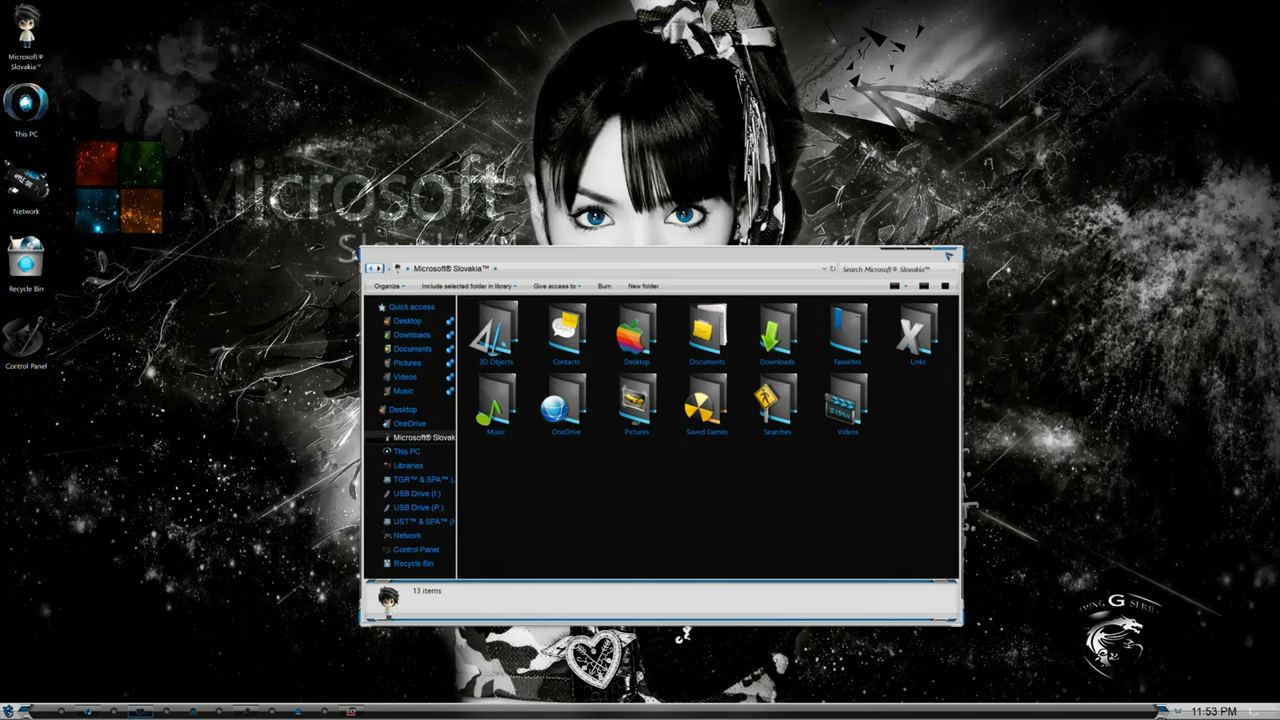 Microsoft®
Slovakia™
This PC
Network
Recycle Bin
Control Panel
Microsoft®
Microsoft® Slovakia™
Search Microsoft® Slovakia™
Organize
Include selected folder in library
Give access to
Burn
New folder
Quick access
Desktop
Downloads
Documents
Pictures
Videos
Music
Desktop
OneDrive
Microsoft® Slovak
This PC
Libraries
TGR™ & SPA™ (
USB Drive (I:)
USB Drive (P:)
UST™ & SPA™ (
Network
Control Panel
Recycle Bin
3D Objects
Contacts
Desktop
Documents
Downloads
Favorites
Links
Music
OneDrive
Pictures
Saved Games
Searches
Videos
13 items
G SERIES
11:53 PM